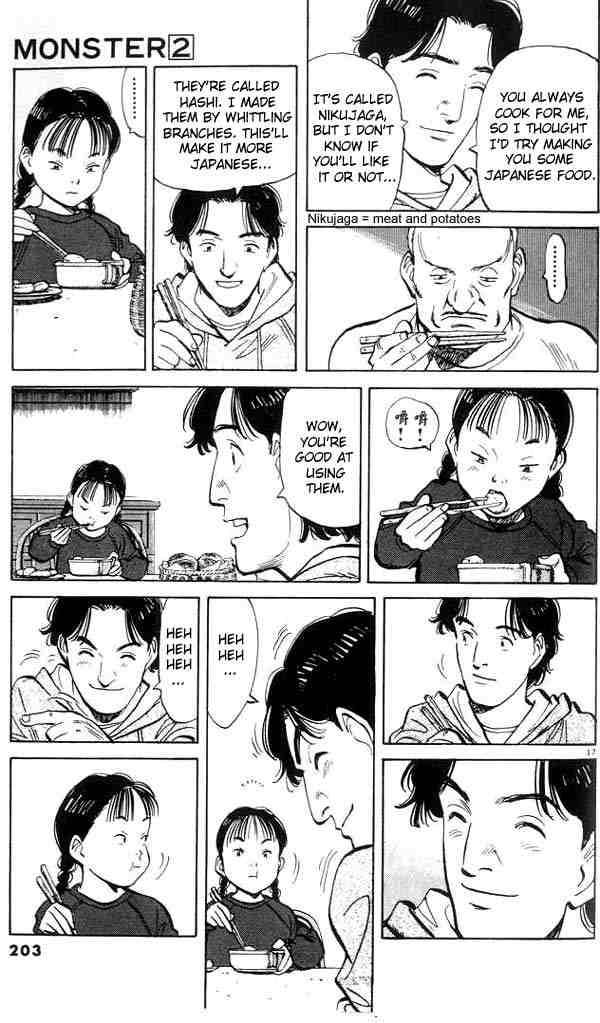 MONSTER 2
YOU ALWAYS
COOK FOR ME,
SO I THOUGHT
I'D TRY MAKING
YOU SOME
JAPANESE FOOD.
IT'S CALLED
NIKUJAGA,
BUT I DON'T
KNOW IF
YOU'LL LIKE
IT OR NOT...
Nikujaga = meat and potatoes
.......
THEY'RE CALLED
HASHI. I MADE
THEM BY WHITTLING
BRANCHES. THIS'LL
MAKE IT MORE
JAPANESE...
......
嚼
!
嚼
!
WOW,
YOU'RE
GOOD AT
USING
THEM.
17
HEH
HEH
...
HEH
HEH
HEH
...
203